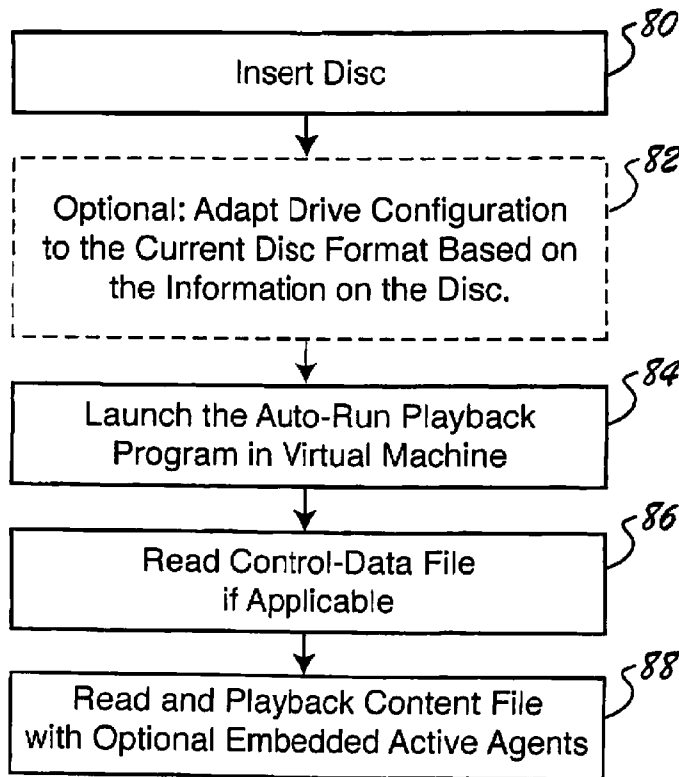 80
Insert Disc
82
Optional: Adapt Drive Configuration
to the Current Disc Format Based on
the Information on the Disc.
84
Launch the Auto-Run Playback
Program in Virtual Machine
86
Read Control-Data File
if Applicable
88
Read and Playback Content File
with Optional Embedded Active Agents